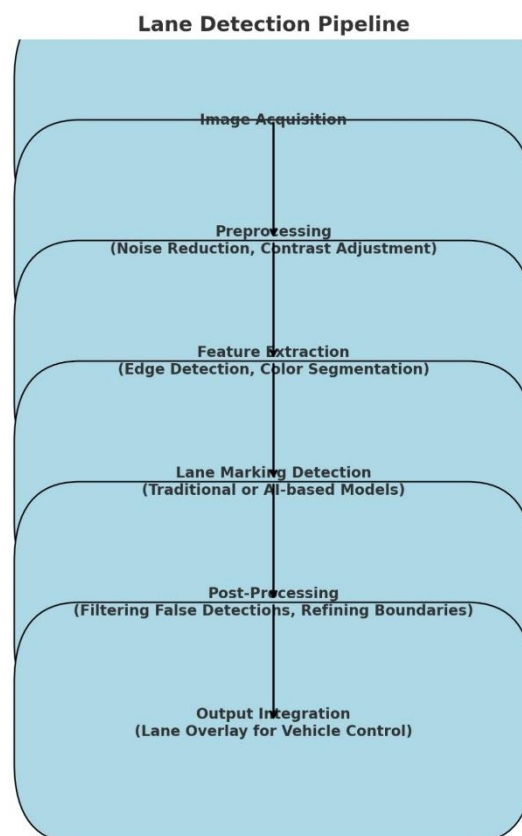 Lane Detection Pipeline
Image Acquisition
Preprocessing
(Noise Reduction, Contrast Adjustment)
Feature Extraction
(Edge Detection, Color Segmentation)
Lane Marking Detection
(Traditional or AI-based Models)
Post-Processing
(Filtering False Detections, Refining Boundaries)
Output Integration
(Lane Overlay for Vehicle Control)